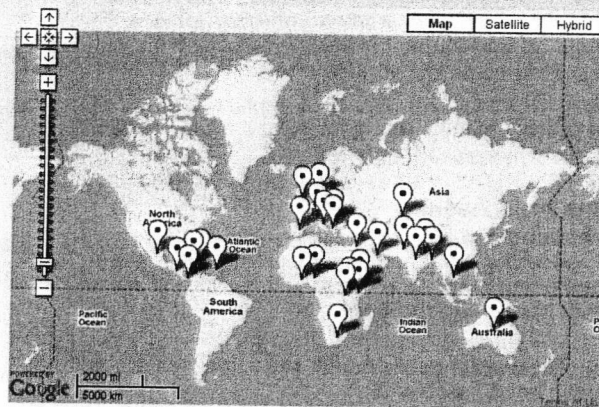 Map Satellite Hybrid
Asia
North
America
Atlantic
Ocean
South
America
Pacific
Ocean
Indian
Ocean
Australia
POWERED BY
Google
2000 mi
5000 km